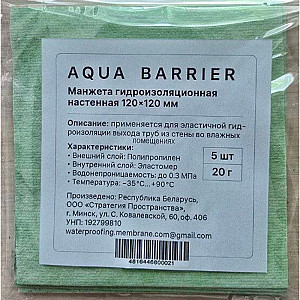 AQUA BARRIER
Манжета гидроизоляционная
настенная 120×120 мм
Описание: применяется для эластичной гид-
роизоляции выхода труб из стены во влажных
помещениях
Характеристики:
• Внешний слой: Полипропилен
• Внутренний слой: Эластомер
• Водонепроницаемость: до 0.3 МРа
• Температура: −35°С... +90°С
5 шт
20 г
Произведено: Республика Беларусь,
ООО «Стратегия Пространства»,
г. Минск, ул. С. Ковалевской, 60, оф. 406
УНП: 192799810
waterproofing.membrane.com@gmail.com
4816446800021